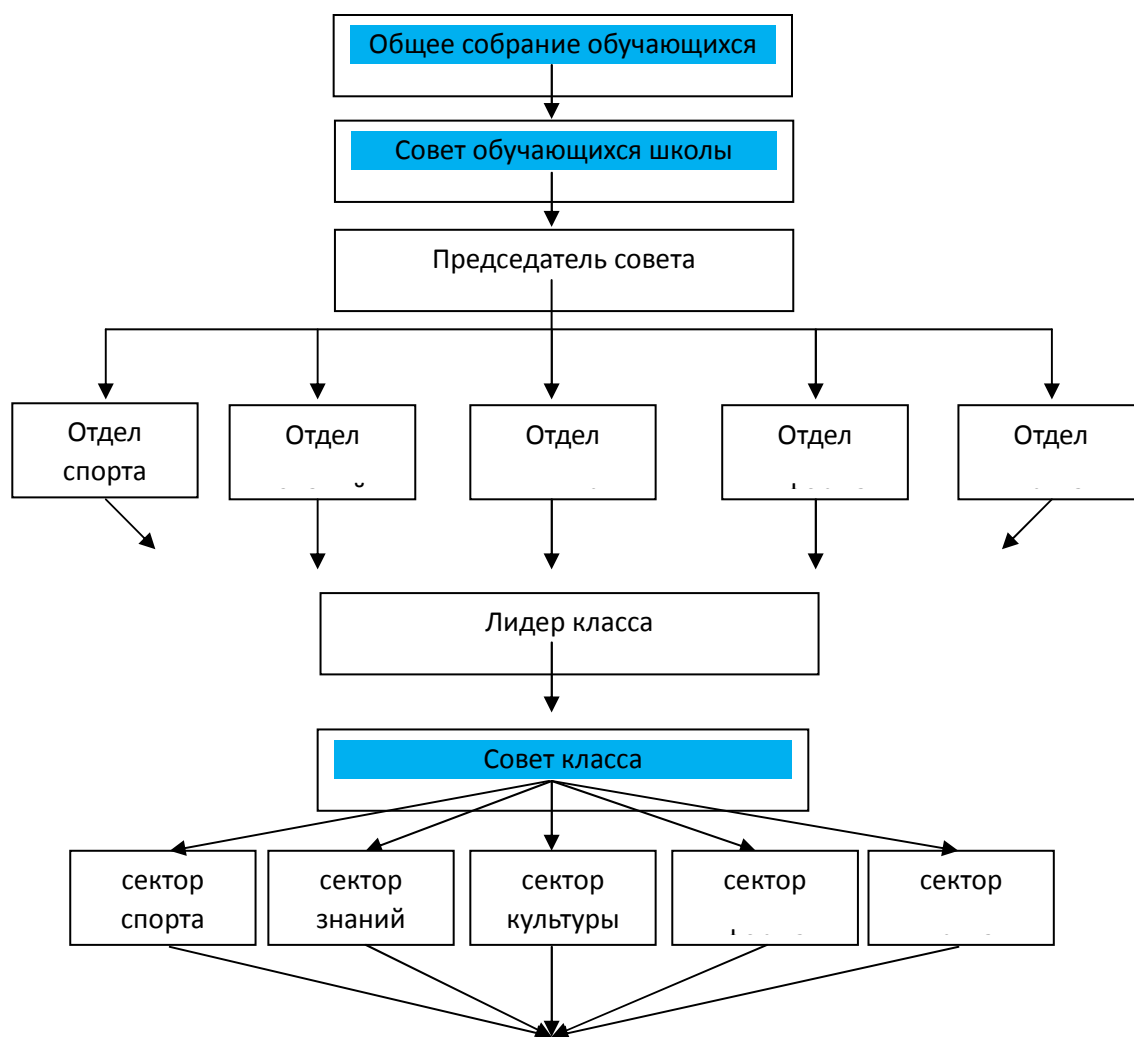 Общее собрание обучающихся
Совет обучающихся школы
Председатель совета
Отдел
спорта
Отдел
Отдел
Отдел
Отдел
Лидер класса
Совет класса
сектор
спорта
сектор
знаний
сектор
культуры
сектор
сектор